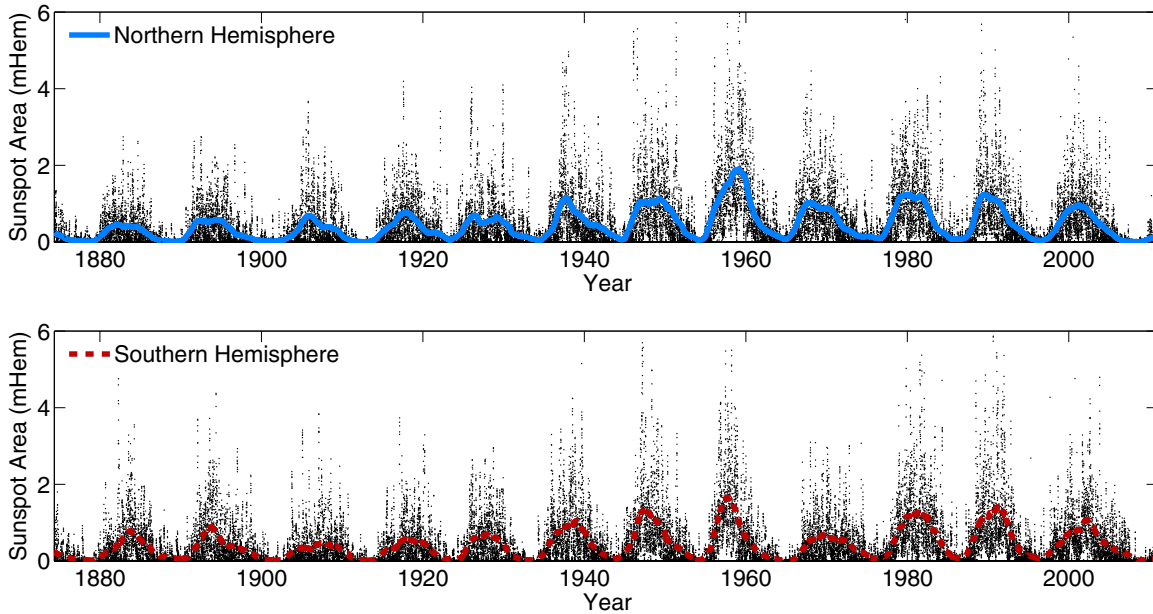 6
4
2
0
Sunspot Area (mHem)
Northern Hemisphere
1880 1900 1920 1940 1960 1980 2000
Year
6
4
2
0
Sunspot Area (mHem)
Southern Hemisphere
1880 1900 1920 1940 1960 1980 2000
Year